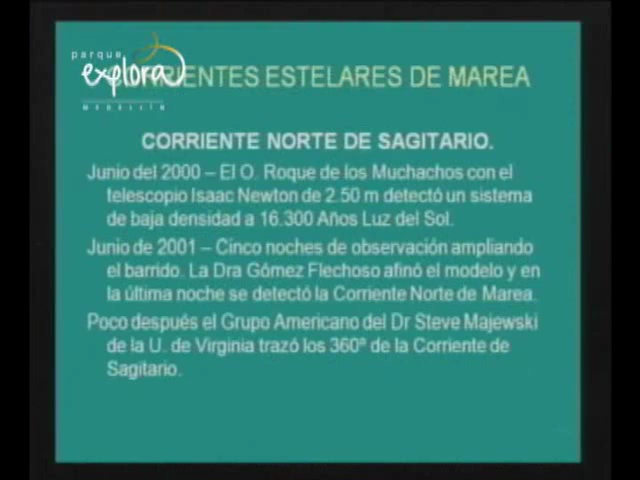 parque
explora
MEDELLÍN
CORRIENTES ESTELARES DE MAREA
CORRIENTE NORTE DE SAGITARIO.
Junio del 2000 – El O. Roque de los Muchachos con el
telescopio Isaac Newton de 2.50 m detectó un sistema
de baja densidad a 16.300 Años Luz del Sol.
Junio de 2001 – Cinco noches de observación ampliando
el barrido. La Dra Gómez Flechoso afinó el modelo y en
la última noche se detectó la Corriente Norte de Marea.
Poco después el Grupo Americano del Dr Steve Majewski
de la U. de Virginia trazó los 360ª de la Corriente de
Sagitario.